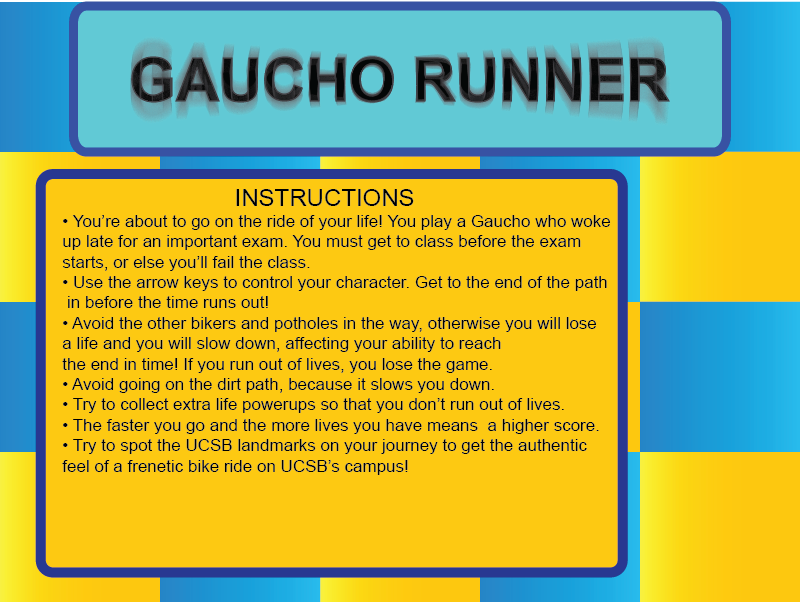 GAUCHO RUNNER
INSTRUCTIONS
• You’re about to go on the ride of your life! You play a Gaucho who woke
up late for an important exam. You must get to class before the exam
starts, or else you’ll fail the class.
• Use the arrow keys to control your character. Get to the end of the path
in before the time runs out!
• Avoid the other bikers and potholes in the way, otherwise you will lose
a life and you will slow down, affecting your ability to reach
the end in time! If you run out of lives, you lose the game.
• Avoid going on the dirt path, because it slows you down.
• Try to collect extra life powerups so that you don’t run out of lives.
• The faster you go and the more lives you have means  a higher score.
• Try to spot the UCSB landmarks on your journey to get the authentic
feel of a frenetic bike ride on UCSB’s campus!